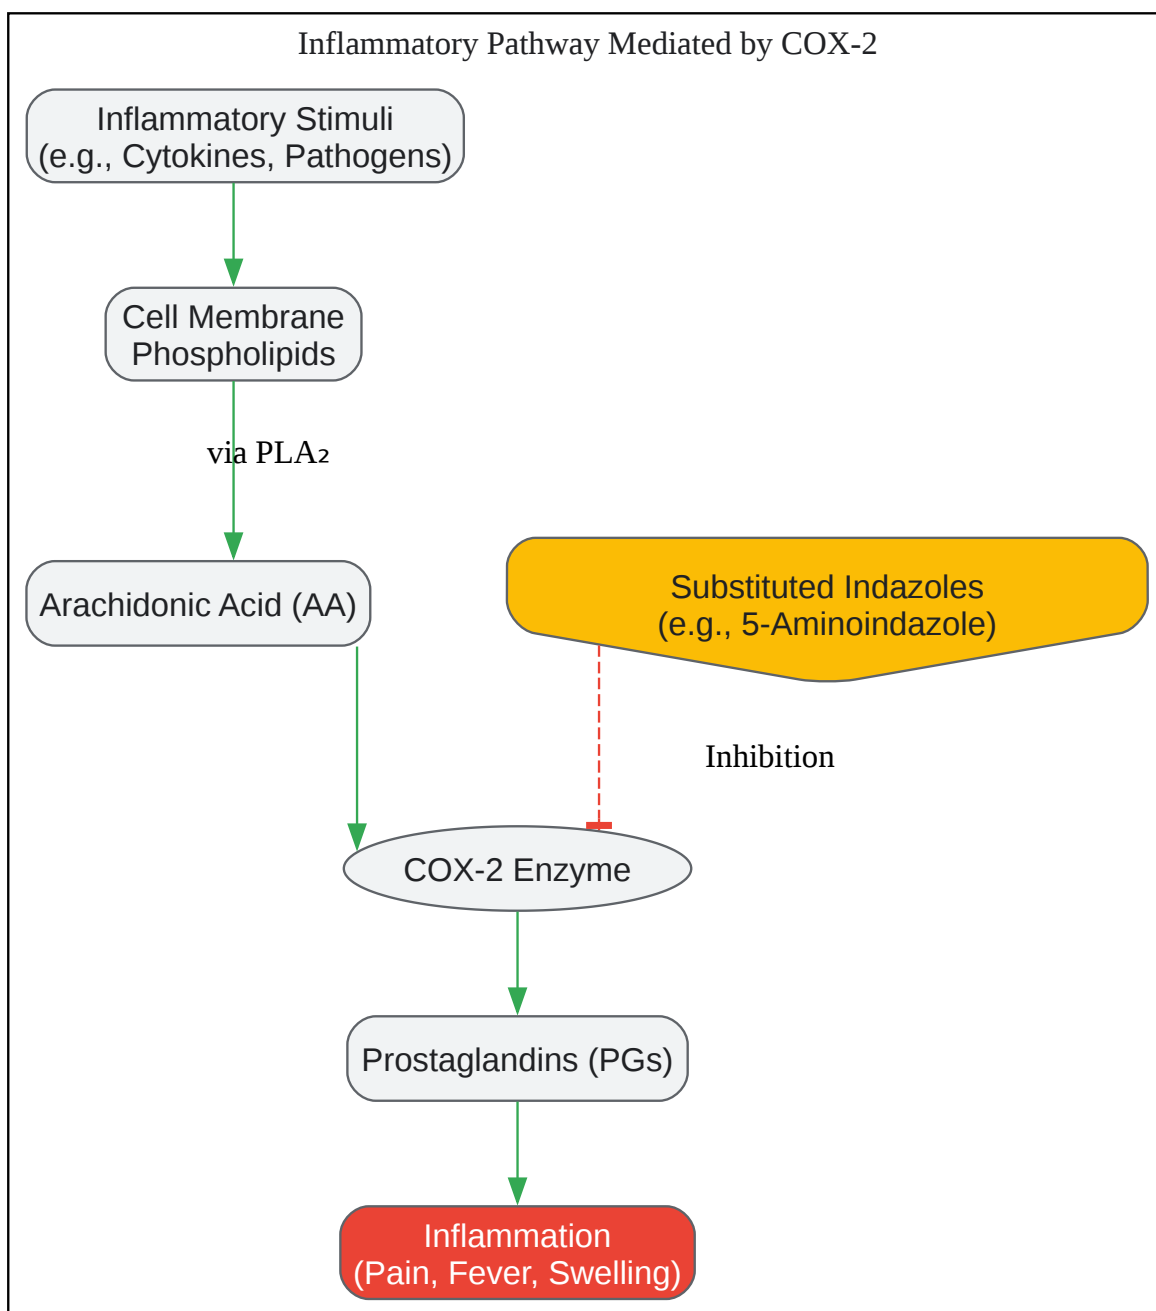 Inflammatory Pathway Mediated by COX-2
Inflammatory Stimuli
(e.g., Cytokines, Pathogens)
Cell Membrane
Phospholipids
via PLA₂
Arachidonic Acid (AA)
Substituted Indazoles
(e.g., 5-Aminoindazole)
Inhibition
COX-2 Enzyme
Prostaglandins (PGs)
Inflammation
(Pain, Fever, Swelling)